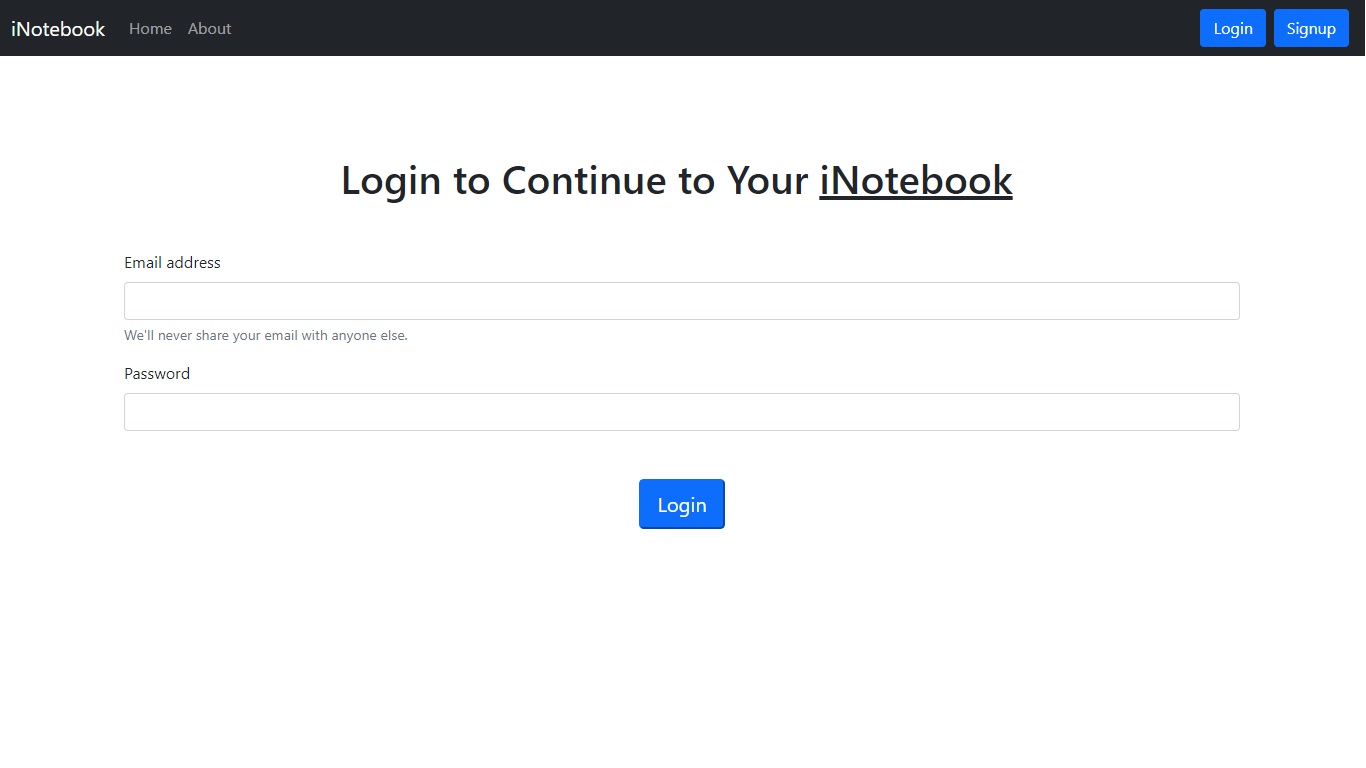 iNotebook Home About Login Signup
Login to Continue to Your iNotebook
Email address
We'll never share your email with anyone else.
Password
Login